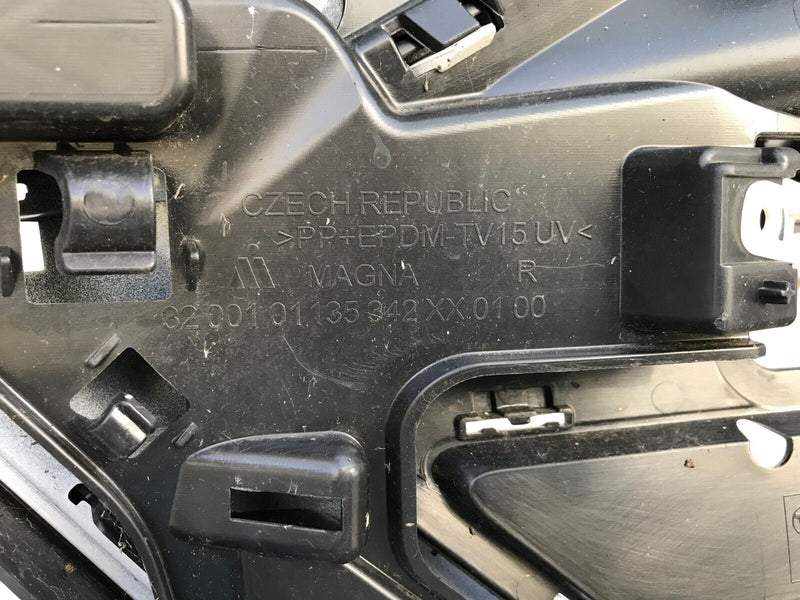 CZECH REPUBLIC
>PP+EPDM-TV15 UV<
MAGNA R
32 001 01 135 342 XX 01 00